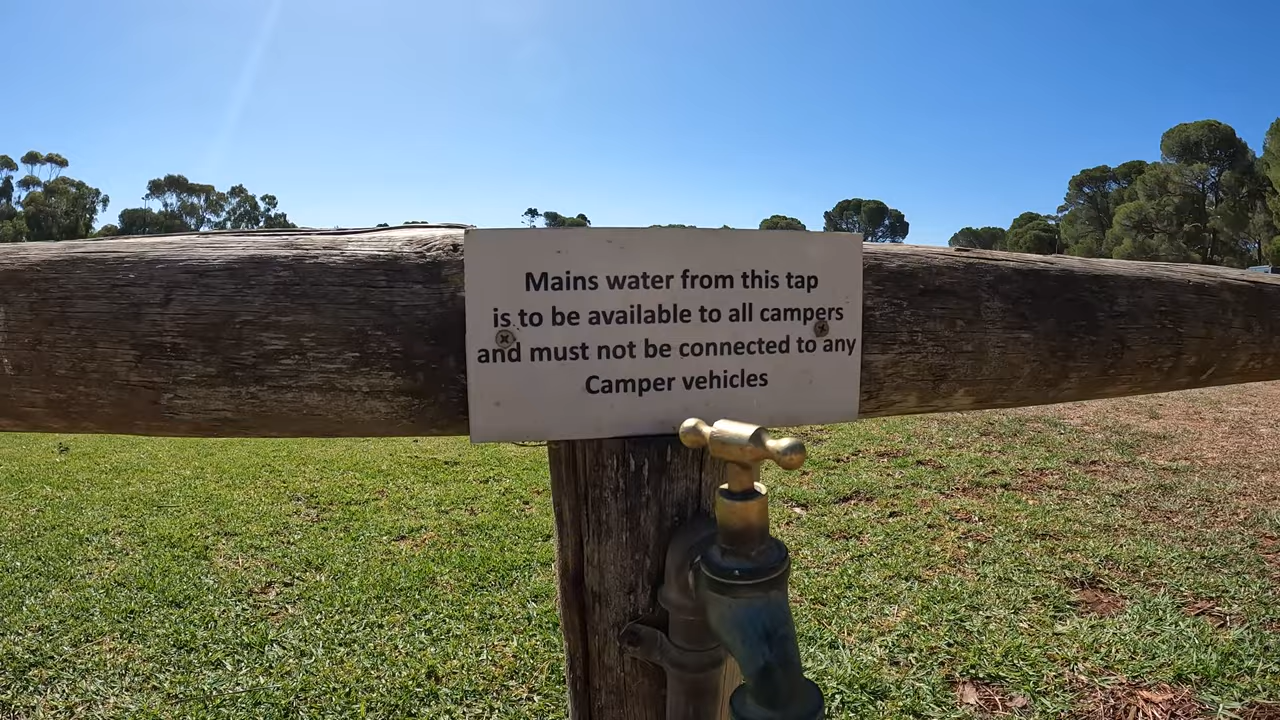 Mains water from this tap
is to be available to all campers
and must not be connected to any
Camper vehicles